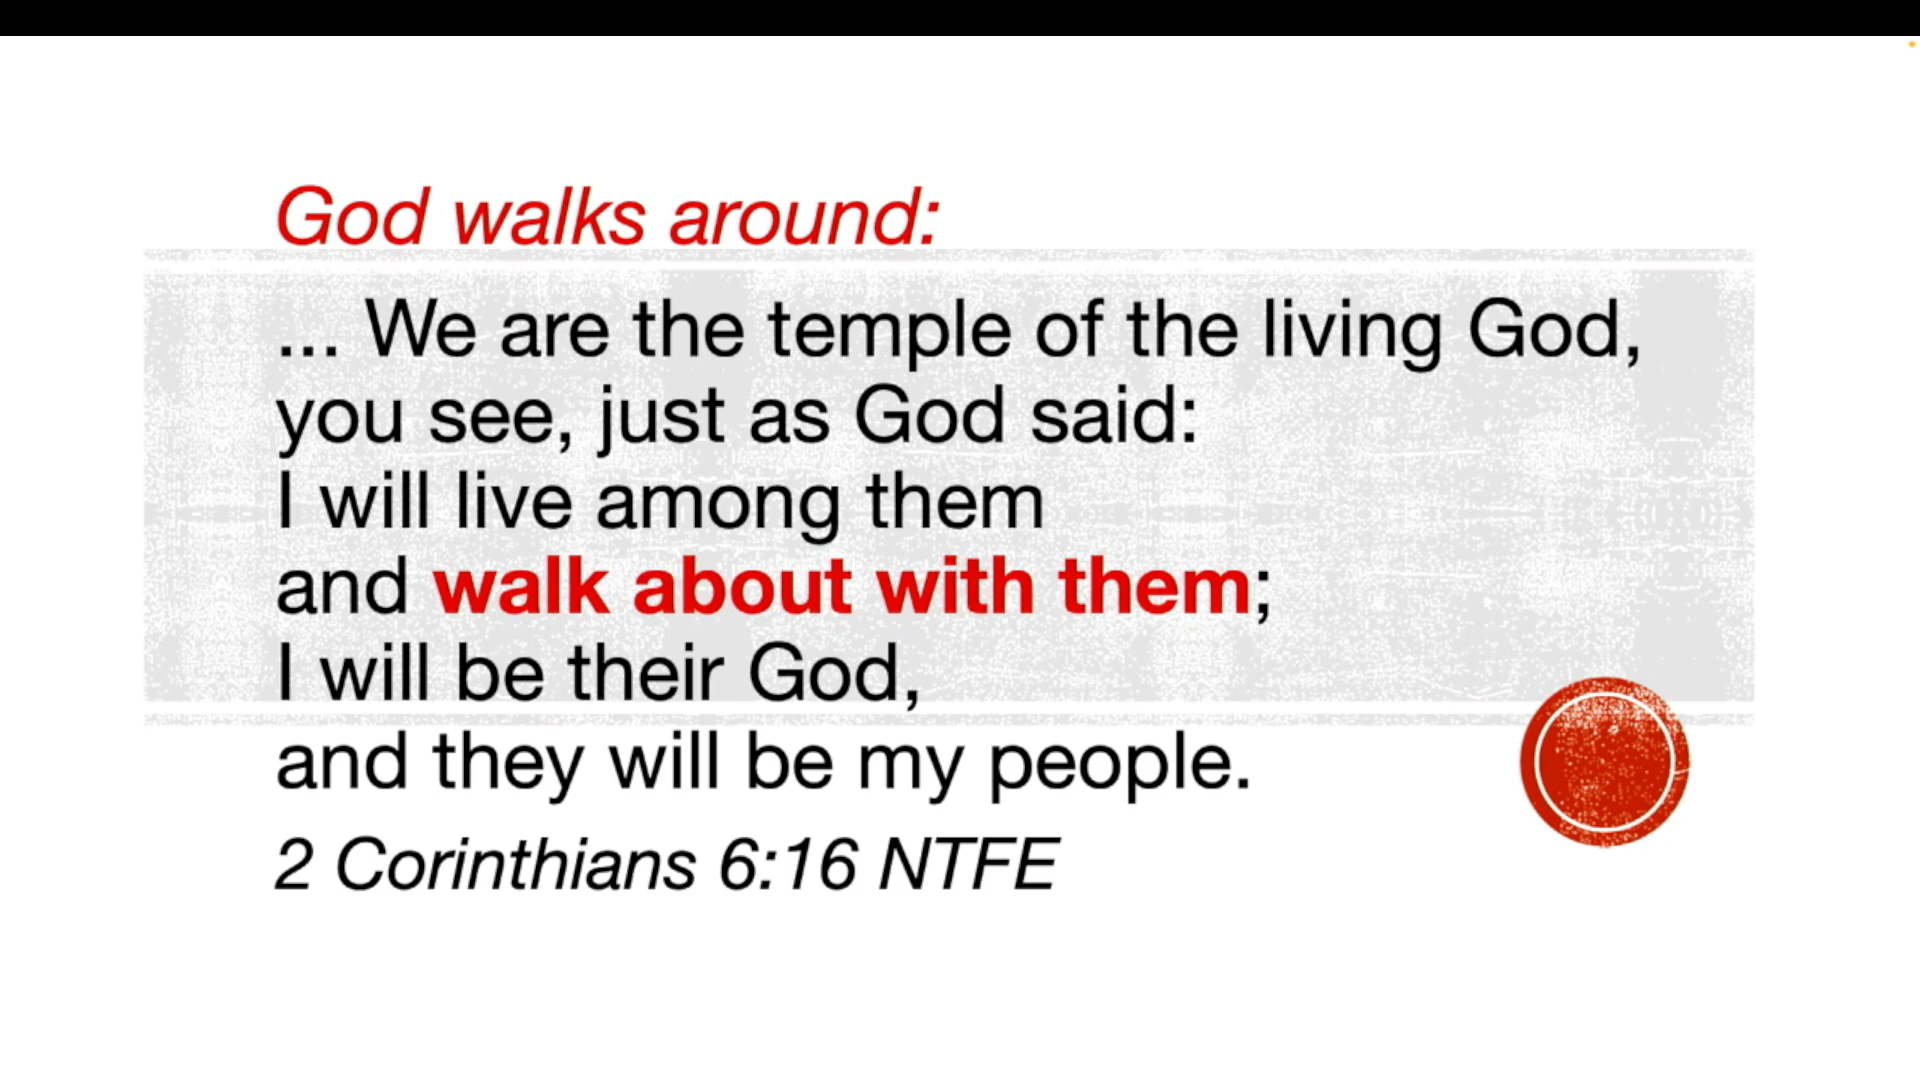 God walks around:
... We are the temple of the living God,
you see, just as God said:
I will live among them
and walk about with them;
I will be their God,
and they will be my people.
2 Corinthians 6:16 NTFE